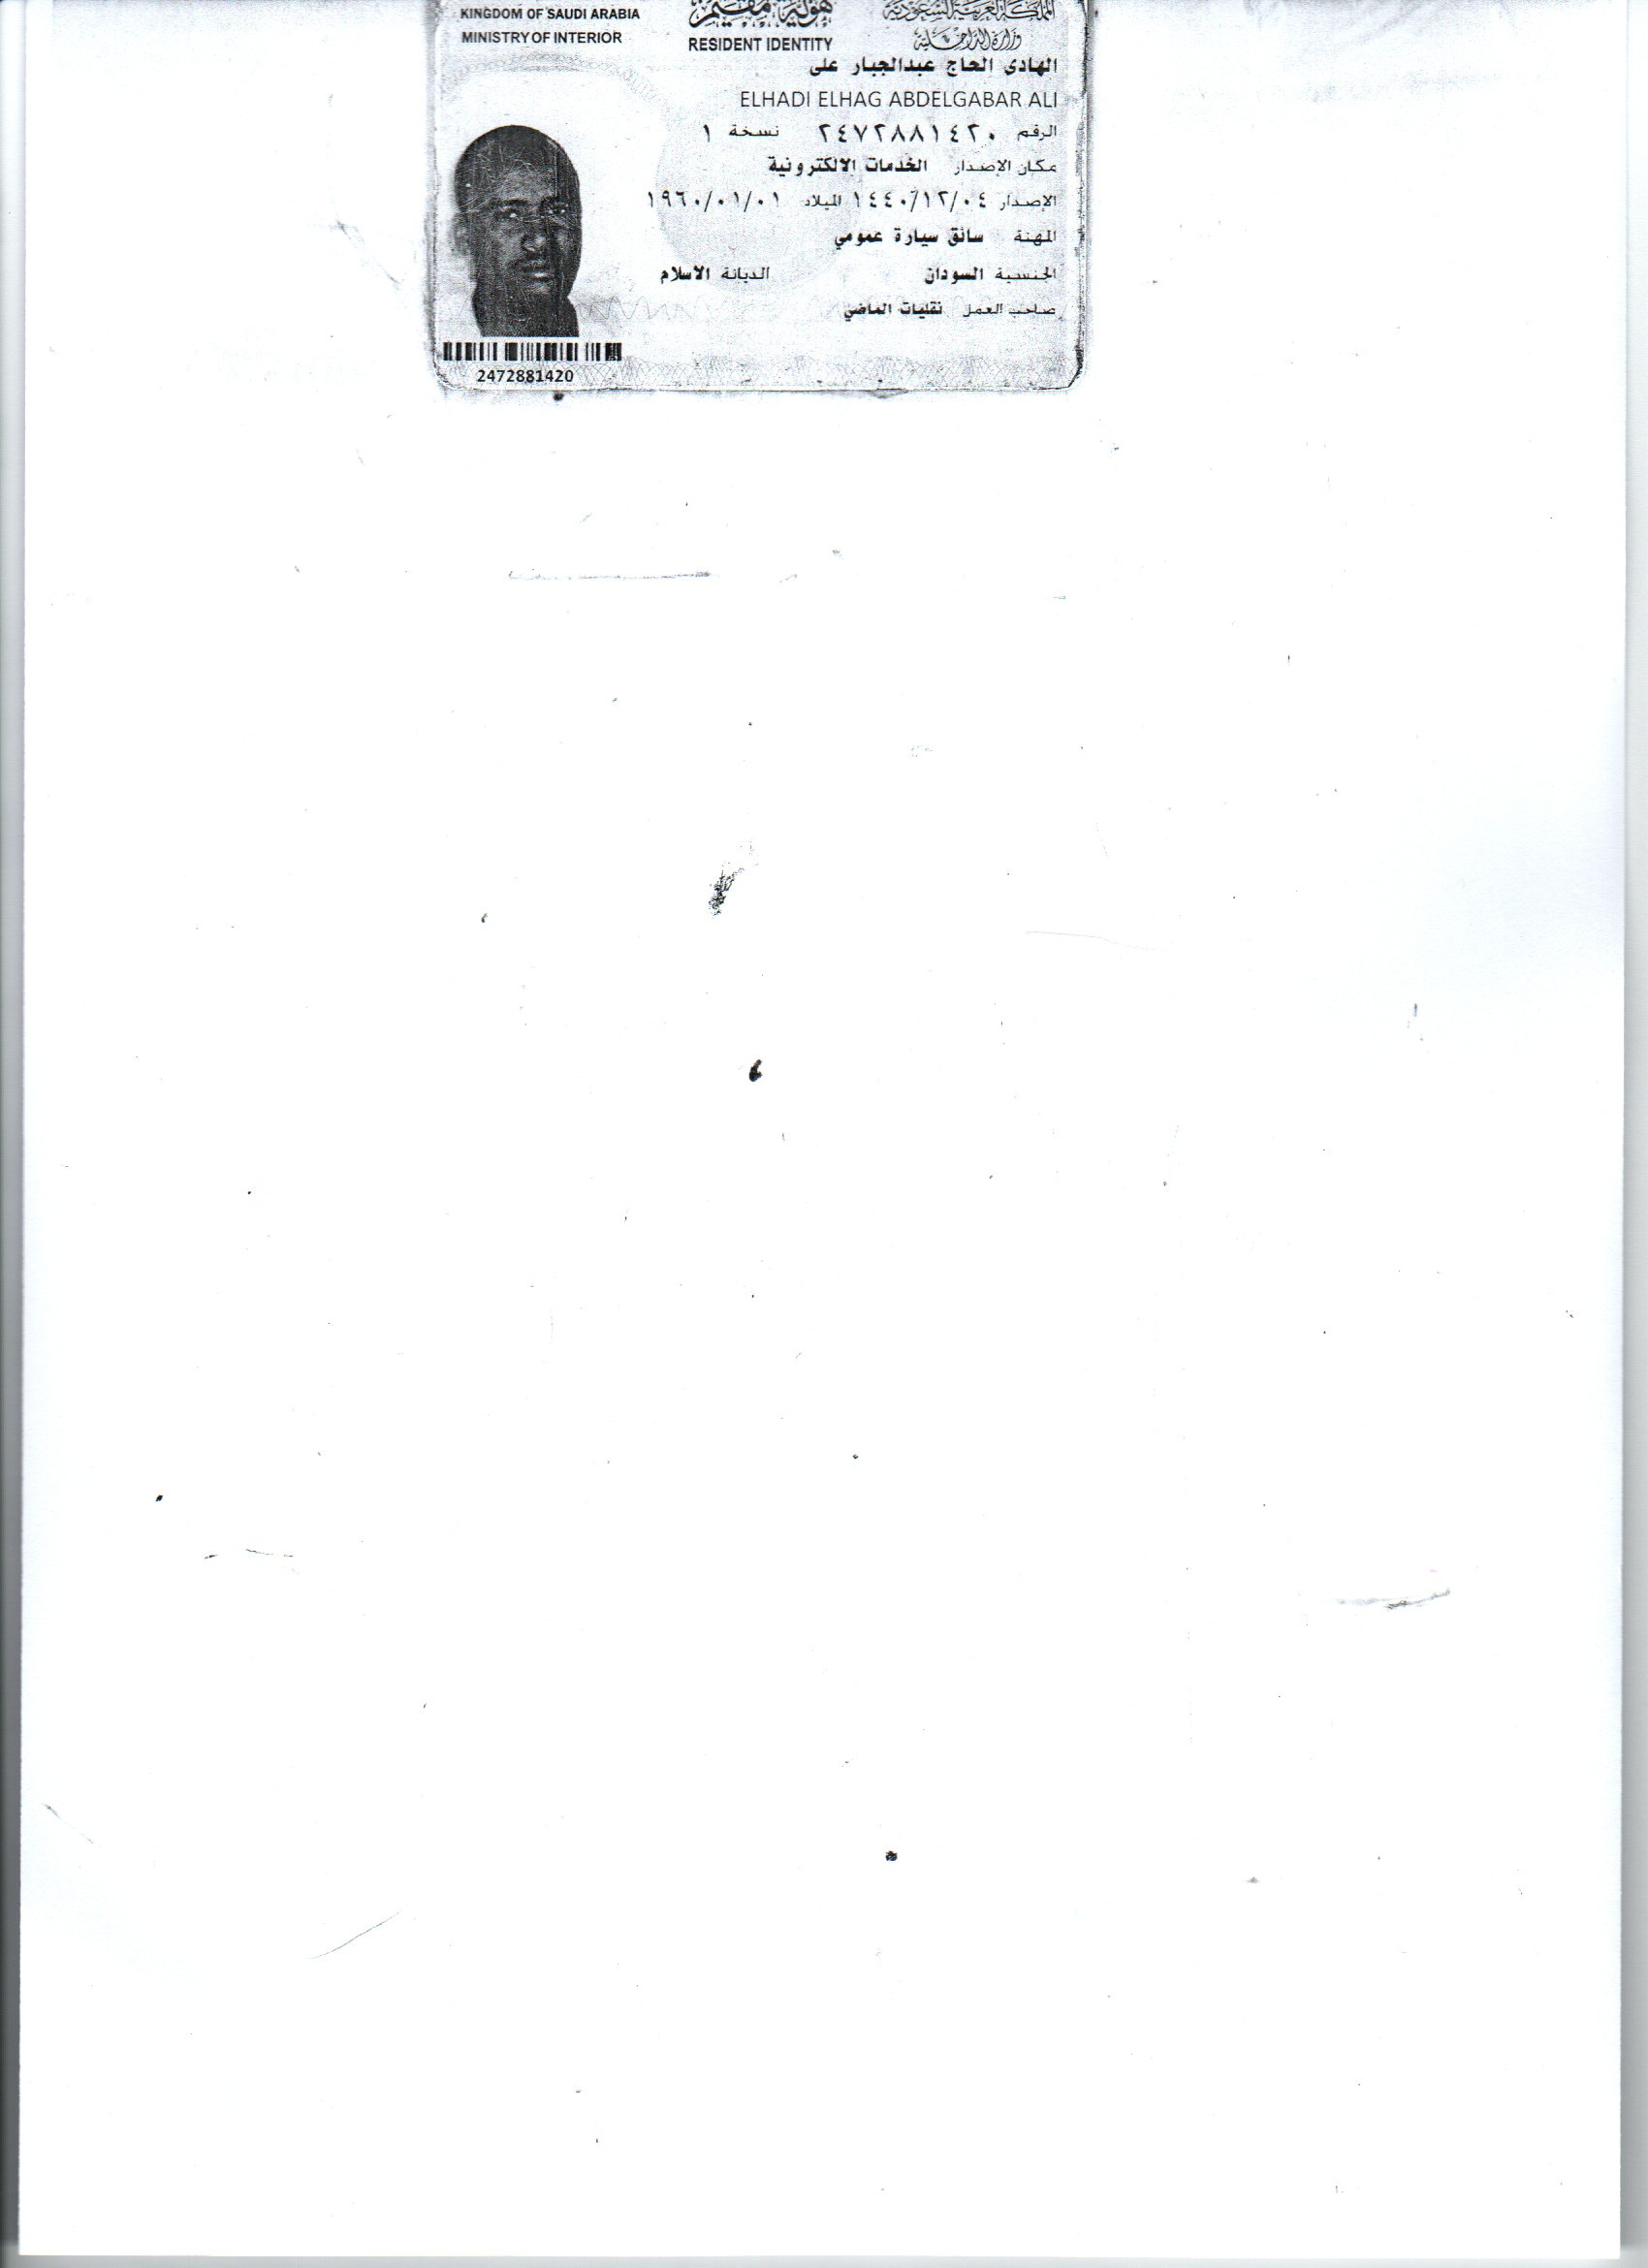 KINGDOM OF SAUDI ARABIA هوية مقيم المملكة العربية السعودية
MINISTRY OF INTERIOR RESIDENT IDENTITY وزارة الداخلية
الهادى الحاج عبدالجبار على
ELHADI ELHAG ABDELGABAR ALI
الرقم ٢٤٧٢٨٨١٤٢٠ نسخة ١
مكان الإصدار الخدمات الالكترونية
الإصدار ١٤٤٠/١٢/٠٤ الميلاد ١٩٦٠/٠١/٠١
المهنة سائق سيارة عمومي
الجنسية السودان الديانة الاسلام
صاحب العمل نقليات الماضي
2472881420